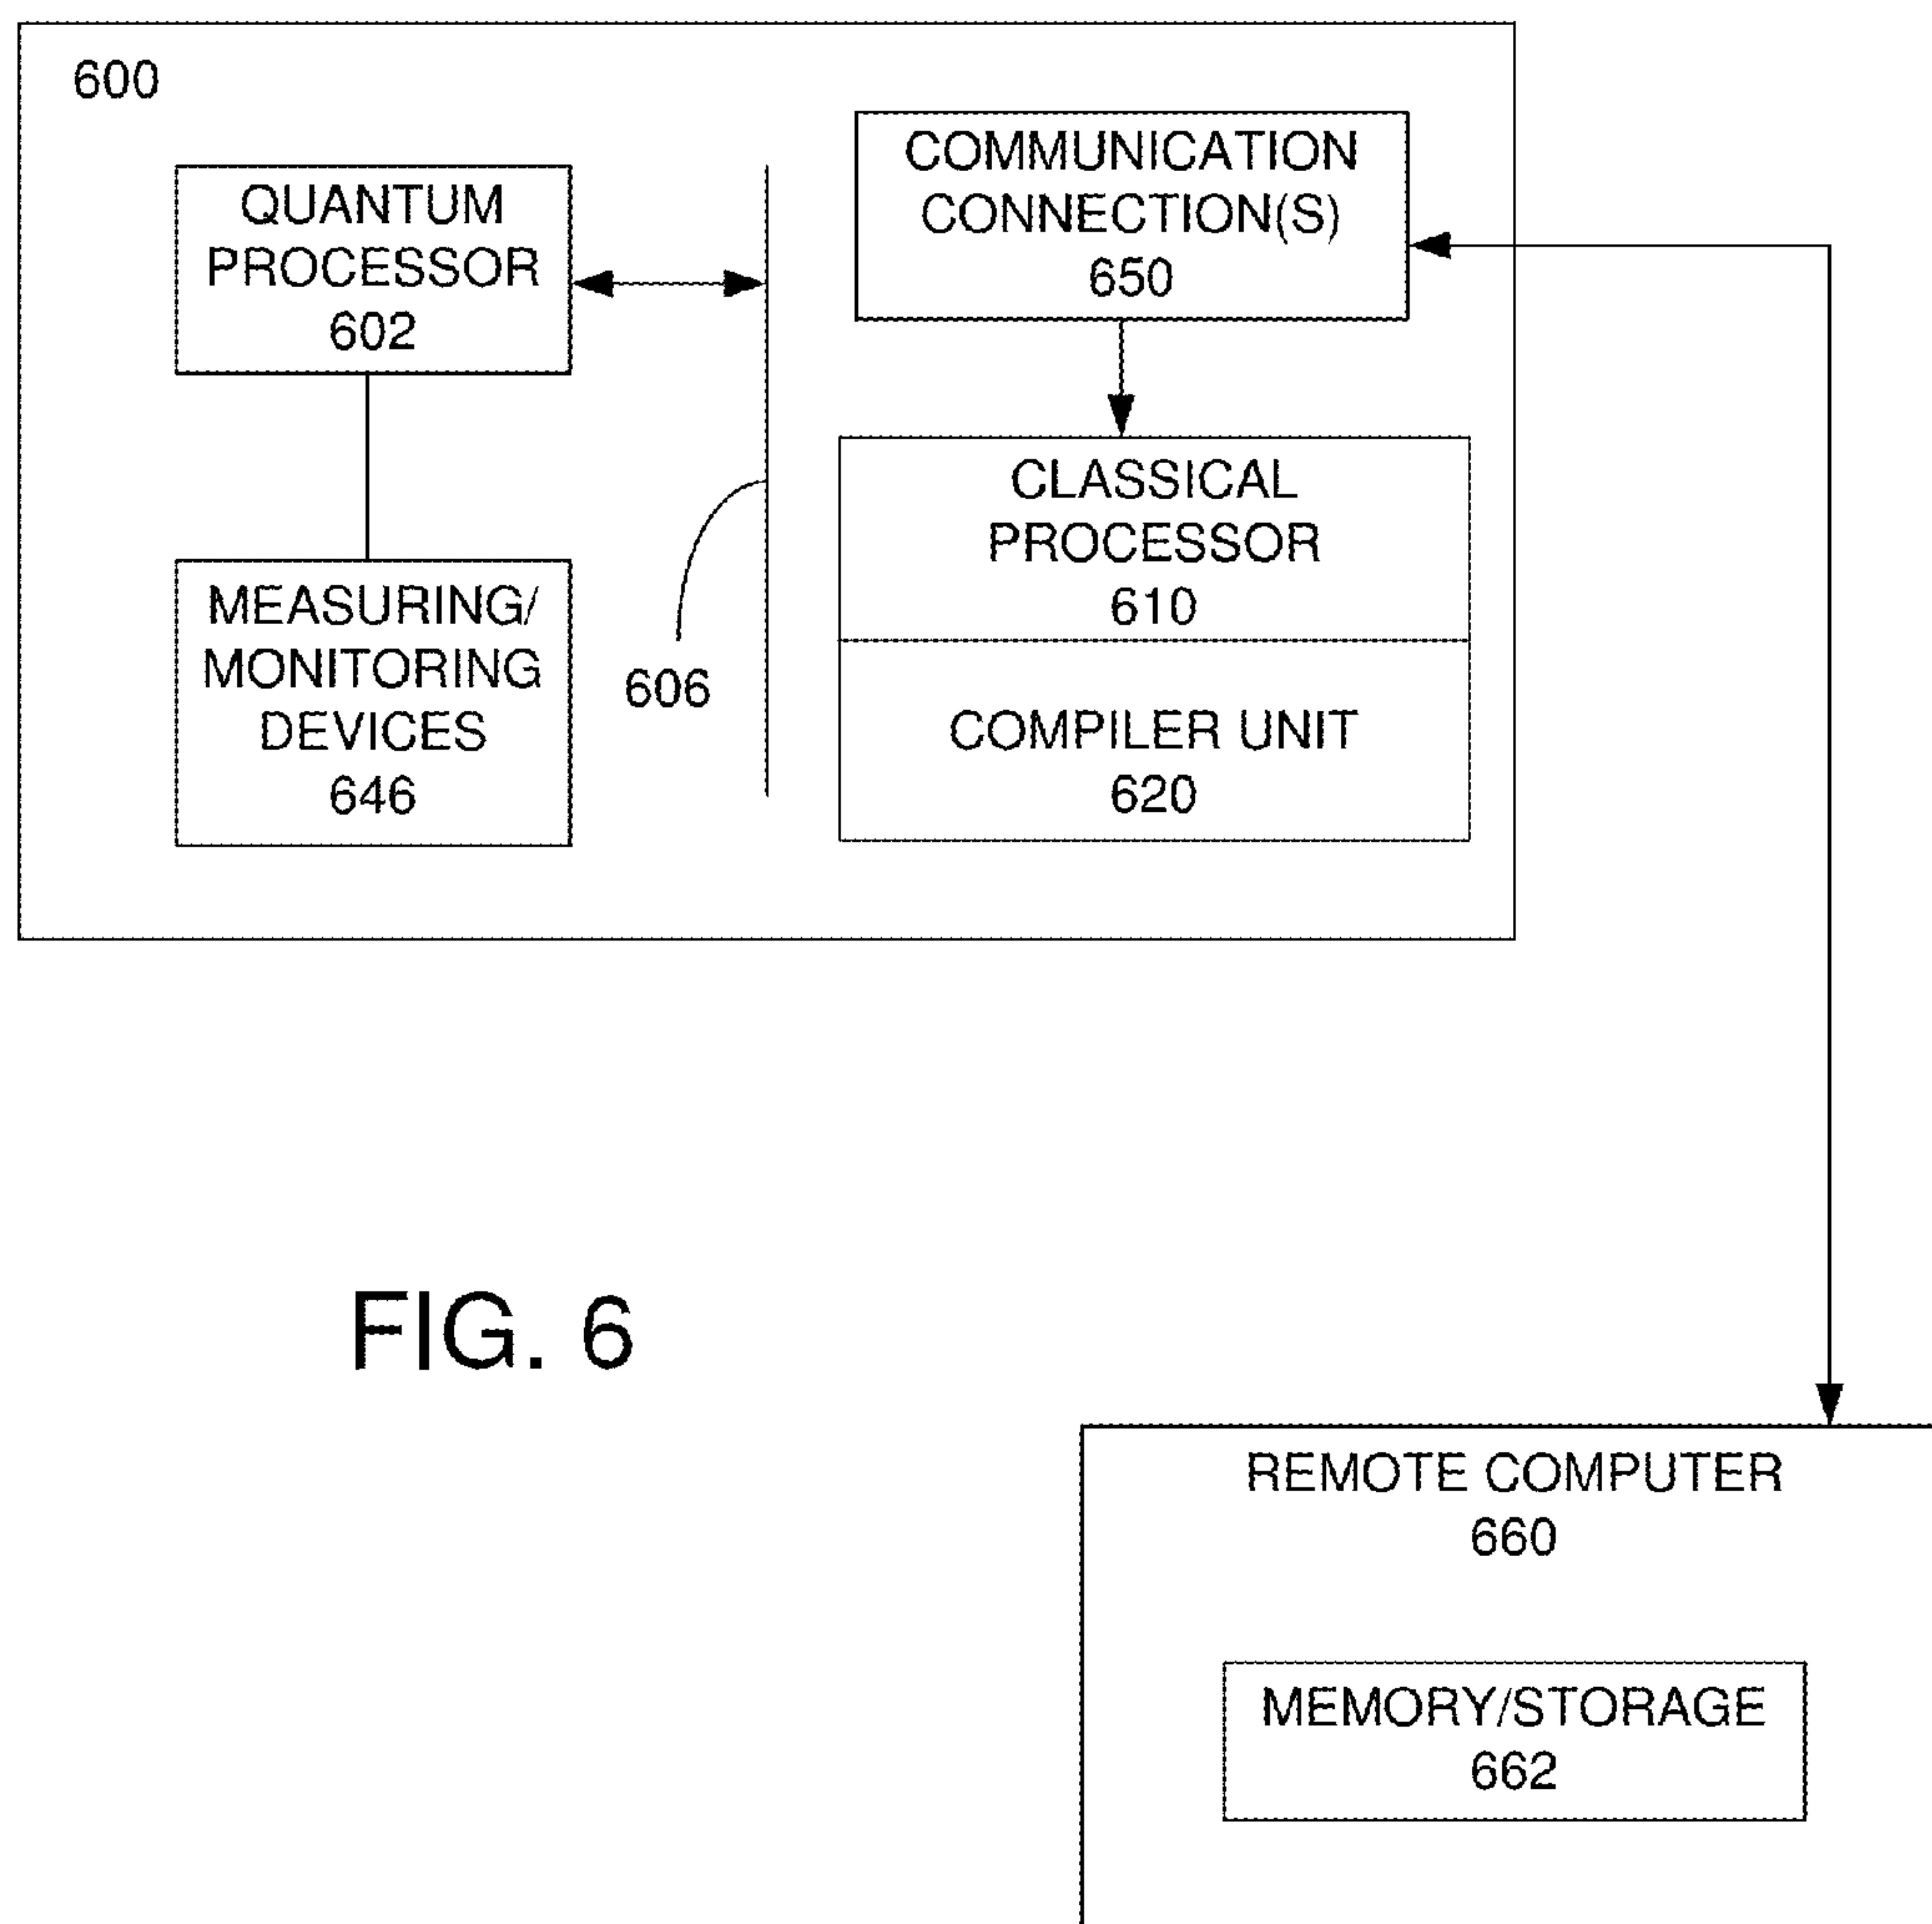 600
QUANTUM
PROCESSOR
602
COMMUNICATION
CONNECTION(S)
650
CLASSICAL
PROCESSOR
610
MEASURING/
MONITORING
DEVICES
646
606
COMPILER UNIT
620
FIG. 6
REMOTE COMPUTER
660
MEMORY/STORAGE
662